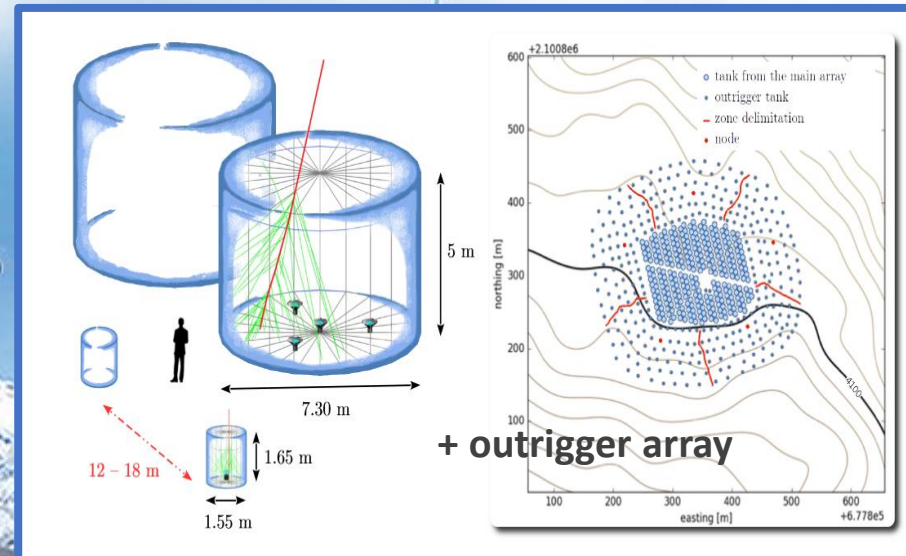 5 m
7.30 m
12 – 18 m
1.65 m
1.55 m
+2.1008e6
tank from the main array
outrigger tank
zone delimitation
node
600
500
400
300
200
100
northing [m]
4100
100 200 300 400 500 600
easting [m]
+6.778e5
+ outrigger array